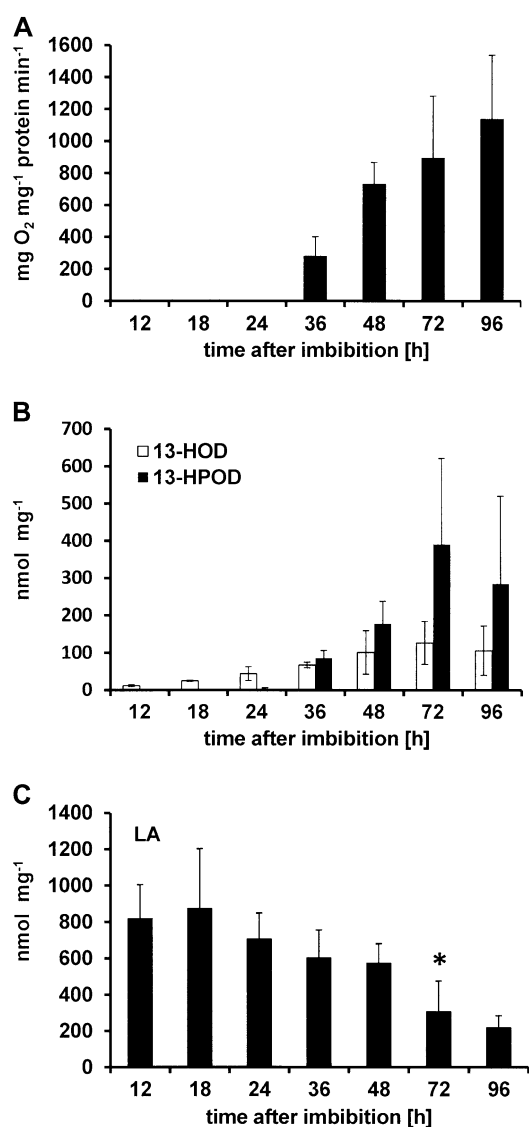 A
mg O₂ mg⁻¹ protein min⁻¹
1600
1400
1200
1000
800
600
400
200
0
12 18 24 36 48 72 96
time after imbibition [h]
B
nmol mg⁻¹
700
600
500
400
300
200
100
0
13-HOD
13-HPOD
12 18 24 36 48 72 96
time after imbibition [h]
C
nmol mg⁻¹
1400
1200
1000
800
600
400
200
0
LA
*
12 18 24 36 48 72 96
time after imbibition [h]